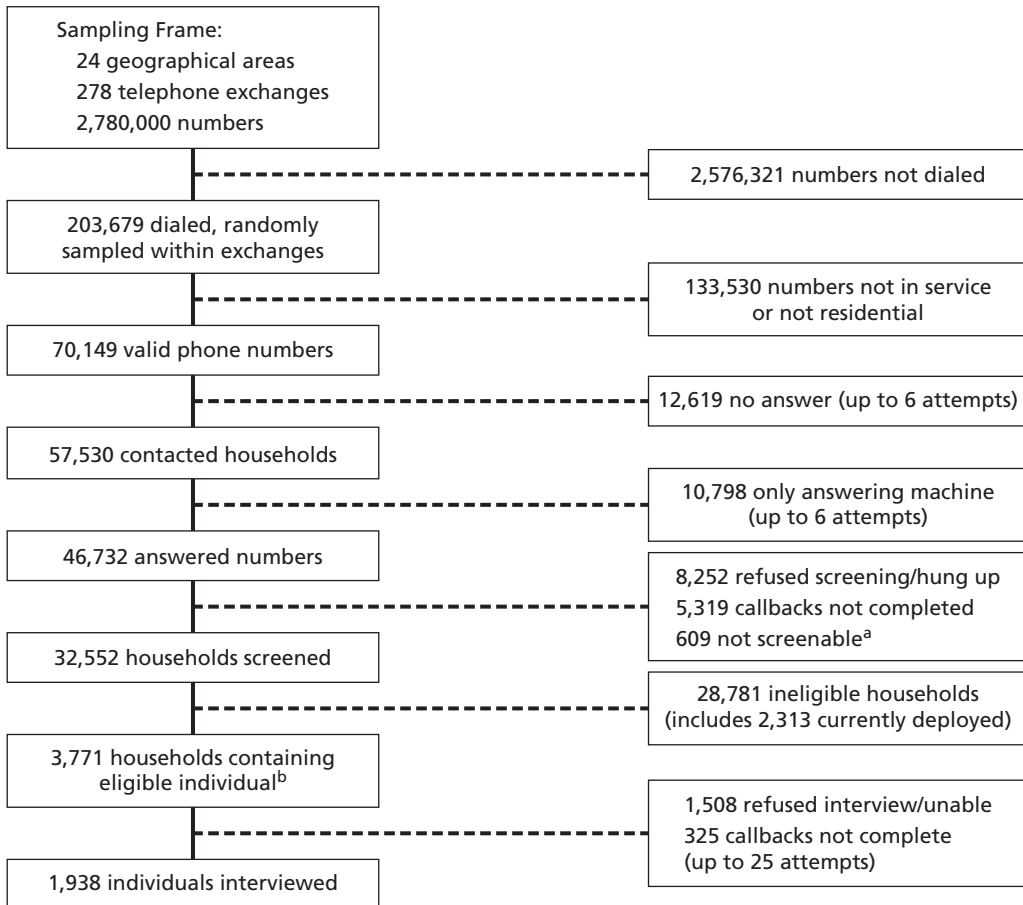 Sampling Frame:
24 geographical areas
278 telephone exchanges
2,780,000 numbers
2,576,321 numbers not dialed
203,679 dialed, randomly
sampled within exchanges
133,530 numbers not in service
or not residential
70,149 valid phone numbers
12,619 no answer (up to 6 attempts)
57,530 contacted households
10,798 only answering machine
(up to 6 attempts)
46,732 answered numbers
8,252 refused screening/hung up
5,319 callbacks not completed
609 not screenableᵃ
32,552 households screened
28,781 ineligible households
(includes 2,313 currently deployed)
3,771 households containing
eligible individualᵇ
1,508 refused interview/unable
325 callbacks not complete
(up to 25 attempts)
1,938 individuals interviewed